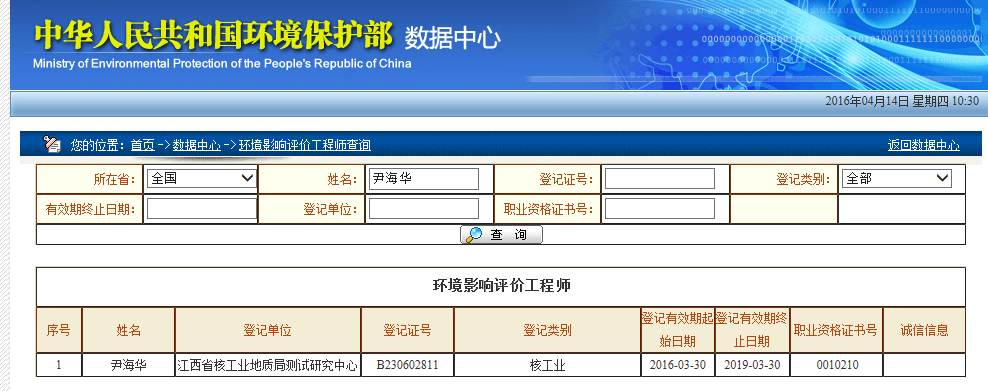 中华人民共和国环境保护部 数据中心
Ministry of Environmental Protection of the People's Republic of China
2016年04月14日 星期四 10:30
您的位置：首页 -> 数据中心 -> 环境影响评价工程师查询 返回数据中心
所在省： 全国 姓名： 尹海华 登记证号： 登记类别： 全部
有效期终止日期： 登记单位： 职业资格证书号：
查 询
环境影响评价工程师
序号 姓名 登记单位 登记证号 登记类别 登记有效期起始日期 登记有效期终止日期 职业资格证书号 诚信信息
1 尹海华 江西省核工业地质局测试研究中心 B230602811 核工业 2016-03-30 2019-03-30 0010210